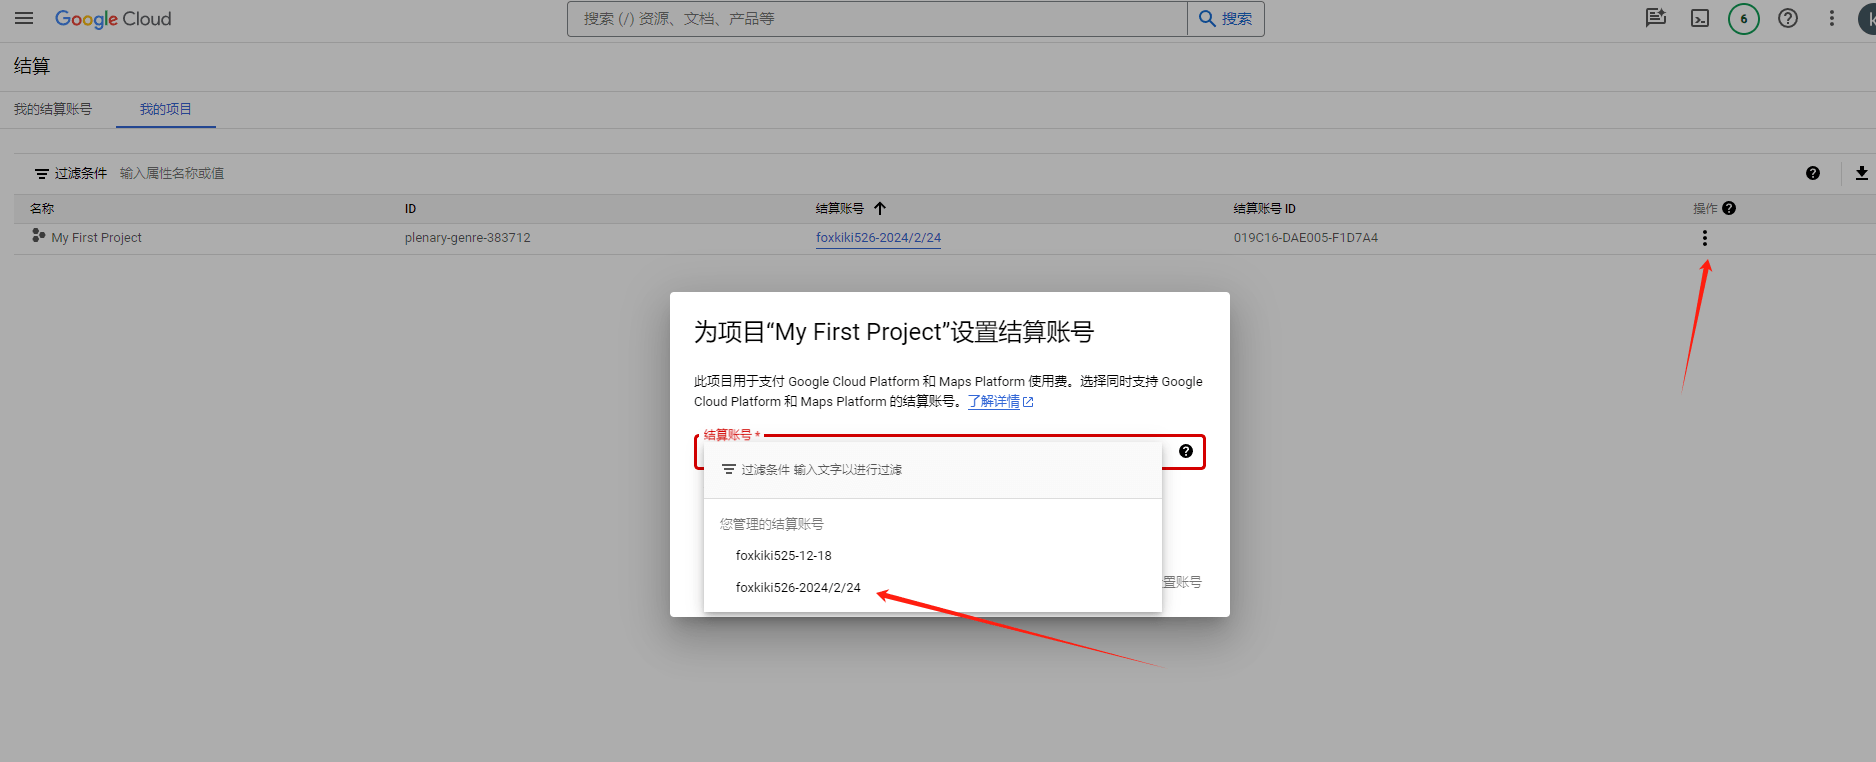 Google Cloud
搜索 (/) 资源、文档、产品等
搜索
6
k
结算
我的结算账号
我的项目
过滤条件 输入属性名称或值
名称 ID 结算账号 结算账号 ID 操作
My First Project plenary-genre-383712 foxkiki526-2024/2/24 019C16-DAE005-F1D7A4
为项目“My First Project”设置结算账号
此项目用于支付 Google Cloud Platform 和 Maps Platform 使用费。选择同时支持 Google
Cloud Platform 和 Maps Platform 的结算账号。了解详情
结算账号 *
过滤条件 输入文字以进行过滤
您管理的结算账号
foxkiki525-12-18
foxkiki526-2024/2/24
置账号